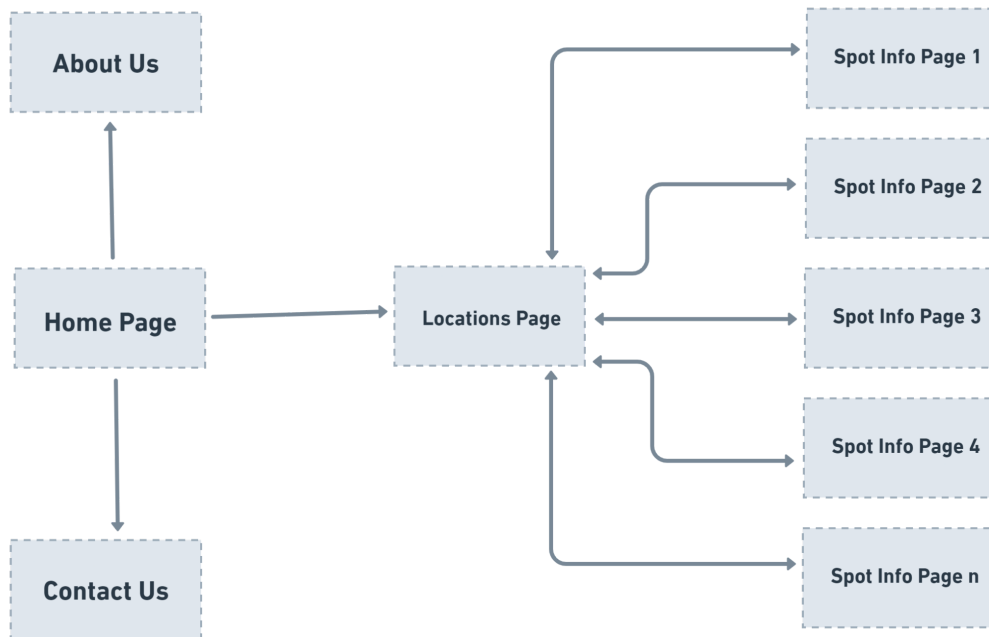 About Us
Spot Info Page 1
Spot Info Page 2
Home Page
Locations Page
Spot Info Page 3
Spot Info Page 4
Contact Us
Spot Info Page n